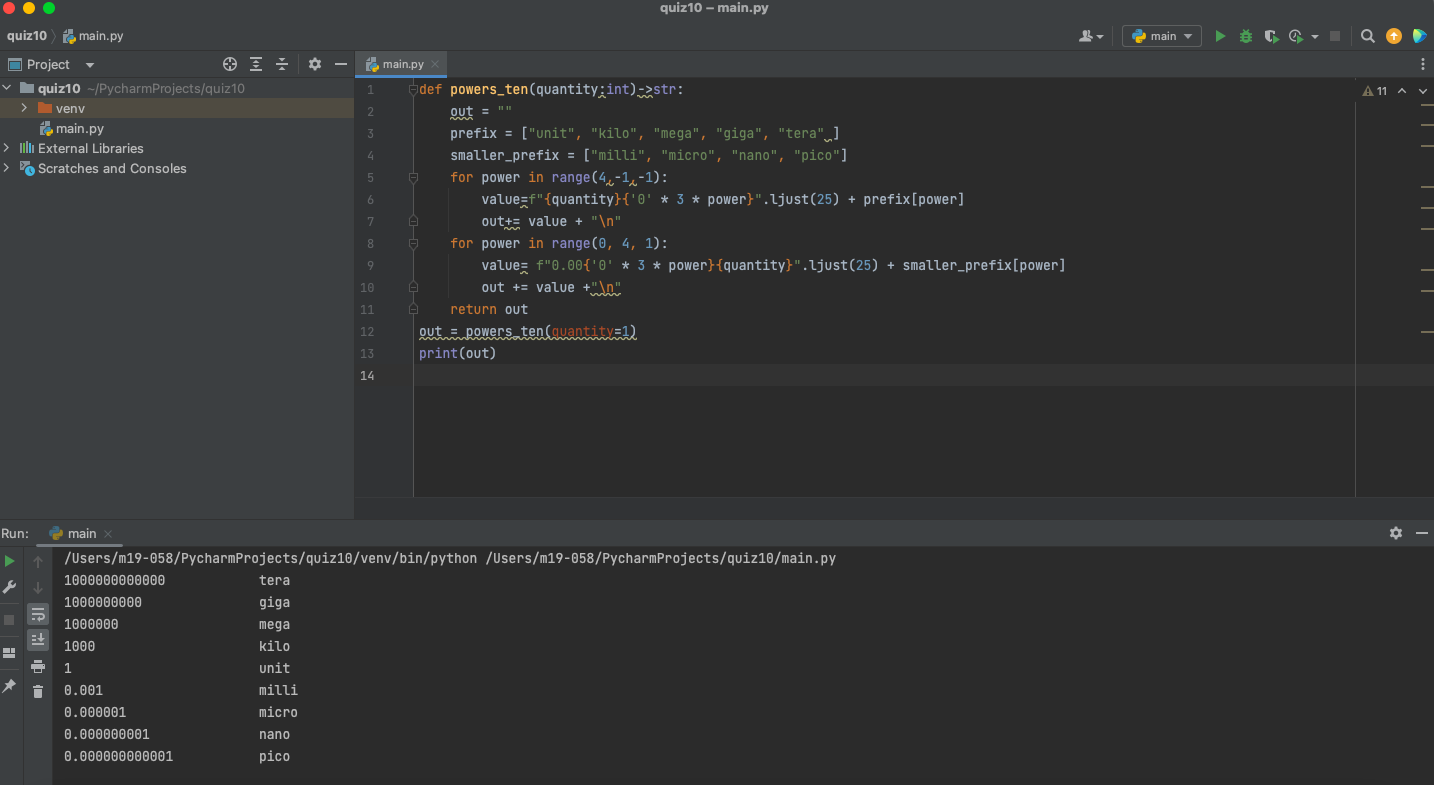 quiz10 – main.py
quiz10 main.py
main
Project
main.py
quiz10 ~/PycharmProjects/quiz10
venv
main.py
External Libraries
Scratches and Consoles
11
1 def powers_ten(quantity:int)->str:
2     out = ""
3     prefix = ["unit", "kilo", "mega", "giga", "tera" ]
4     smaller_prefix = ["milli", "micro", "nano", "pico"]
5     for power in range(4,-1,-1):
6         value=f"{quantity}{'0' * 3 * power}".ljust(25) + prefix[power]
7         out+= value + "\n"
8     for power in range(0, 4, 1):
9         value= f"0.00{'0' * 3 * power}{quantity}".ljust(25) + smaller_prefix[power]
10         out += value +"\n"
11     return out
12 out = powers_ten(quantity=1)
13 print(out)
14
Run: main
/Users/m19-058/PycharmProjects/quiz10/venv/bin/python /Users/m19-058/PycharmProjects/quiz10/main.py
1000000000000            tera
1000000000               giga
1000000                  mega
1000                     kilo
1                        unit
0.001                    milli
0.000001                 micro
0.000000001              nano
0.000000000001           pico